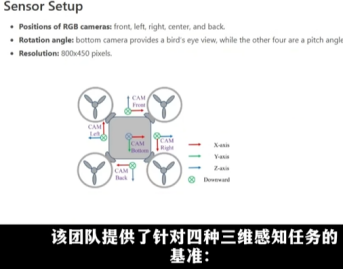 Sensor Setup
• Positions of RGB cameras: front, left, right, center, and back.
• Rotation angle: bottom camera provides a bird's eye view, while the other four are a pitch angle
• Resolution: 800x450 pixels.
CAM
Front
CAM
Left
CAM
Bottom
CAM
Right
CAM
Back
X-axis
Y-axis
Z-axis
Downward
该团队提供了针对四种三维感知任务的
基准：